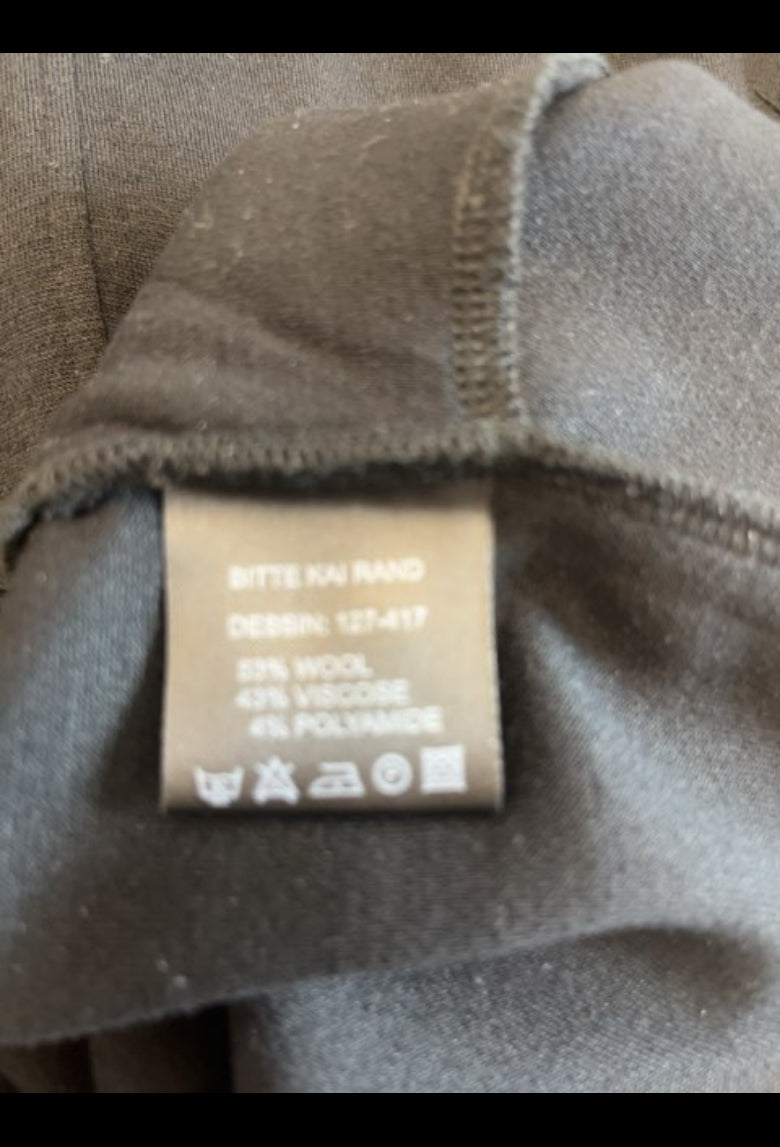 BITTE KAI RAND
DESSIN: 127-417
53% WOOL
43% VISCOSE
4% POLYAMIDE